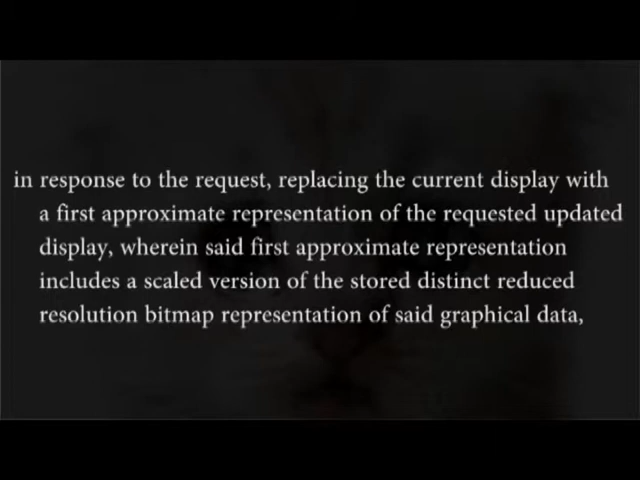 in response to the request, replacing the current display with
a first approximate representation of the requested updated
display, wherein said first approximate representation
includes a scaled version of the stored distinct reduced
resolution bitmap representation of said graphical data,